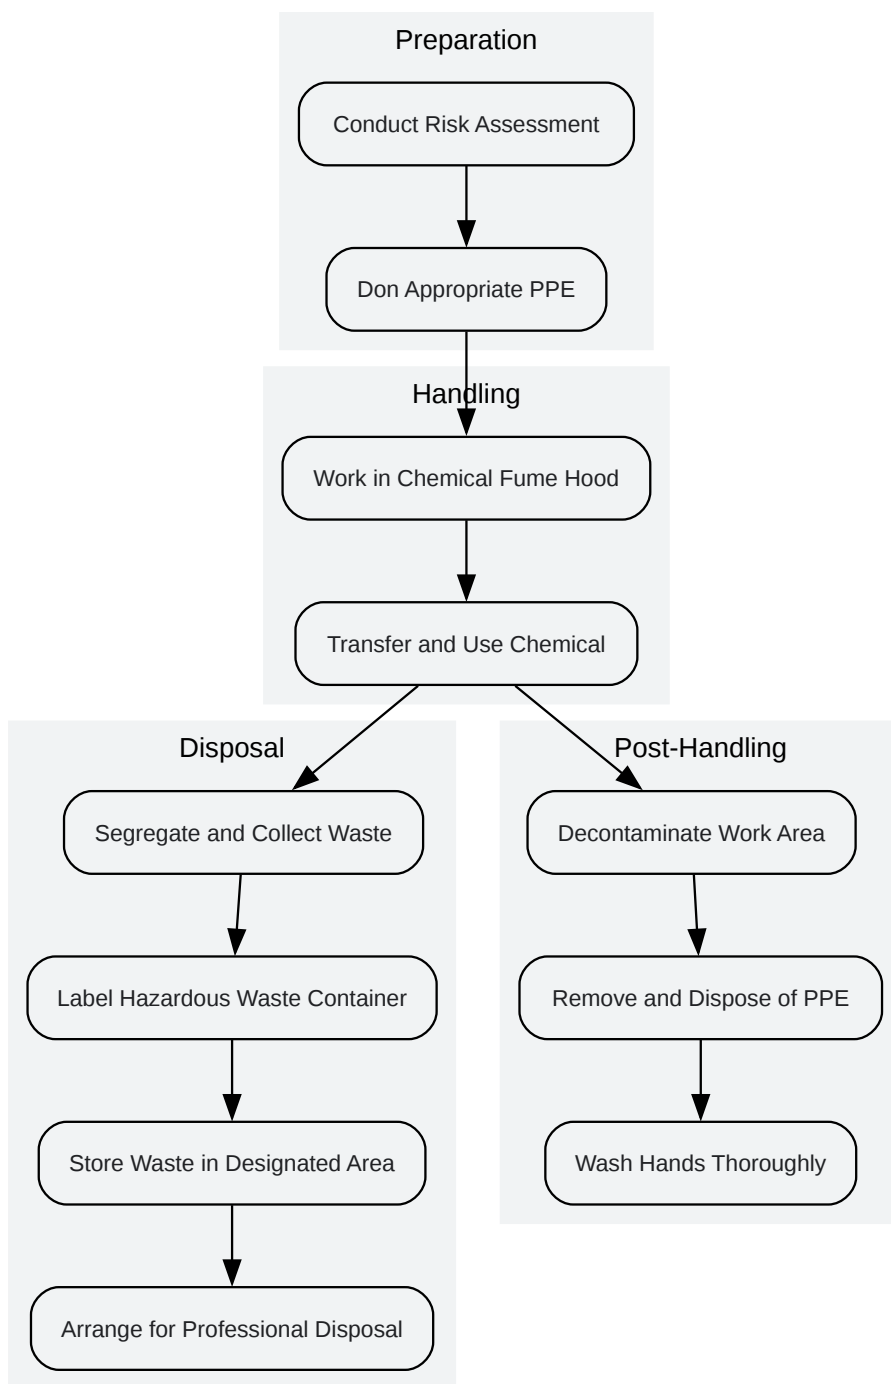 Preparation
Conduct Risk Assessment
Don Appropriate PPE
Handling
Work in Chemical Fume Hood
Transfer and Use Chemical
Disposal
Segregate and Collect Waste
Label Hazardous Waste Container
Store Waste in Designated Area
Arrange for Professional Disposal
Post-Handling
Decontaminate Work Area
Remove and Dispose of PPE
Wash Hands Thoroughly